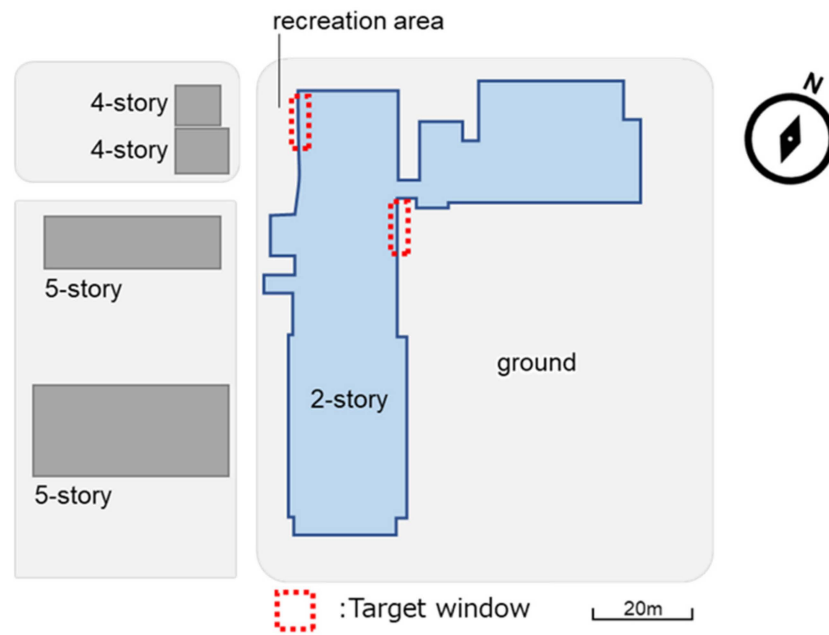 recreation area
4-story
4-story
N
5-story
ground
2-story
5-story
:Target window
20m